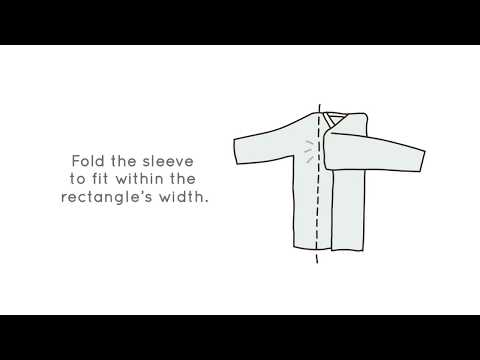 Fold the sleeve
to fit within the
rectangle's width.